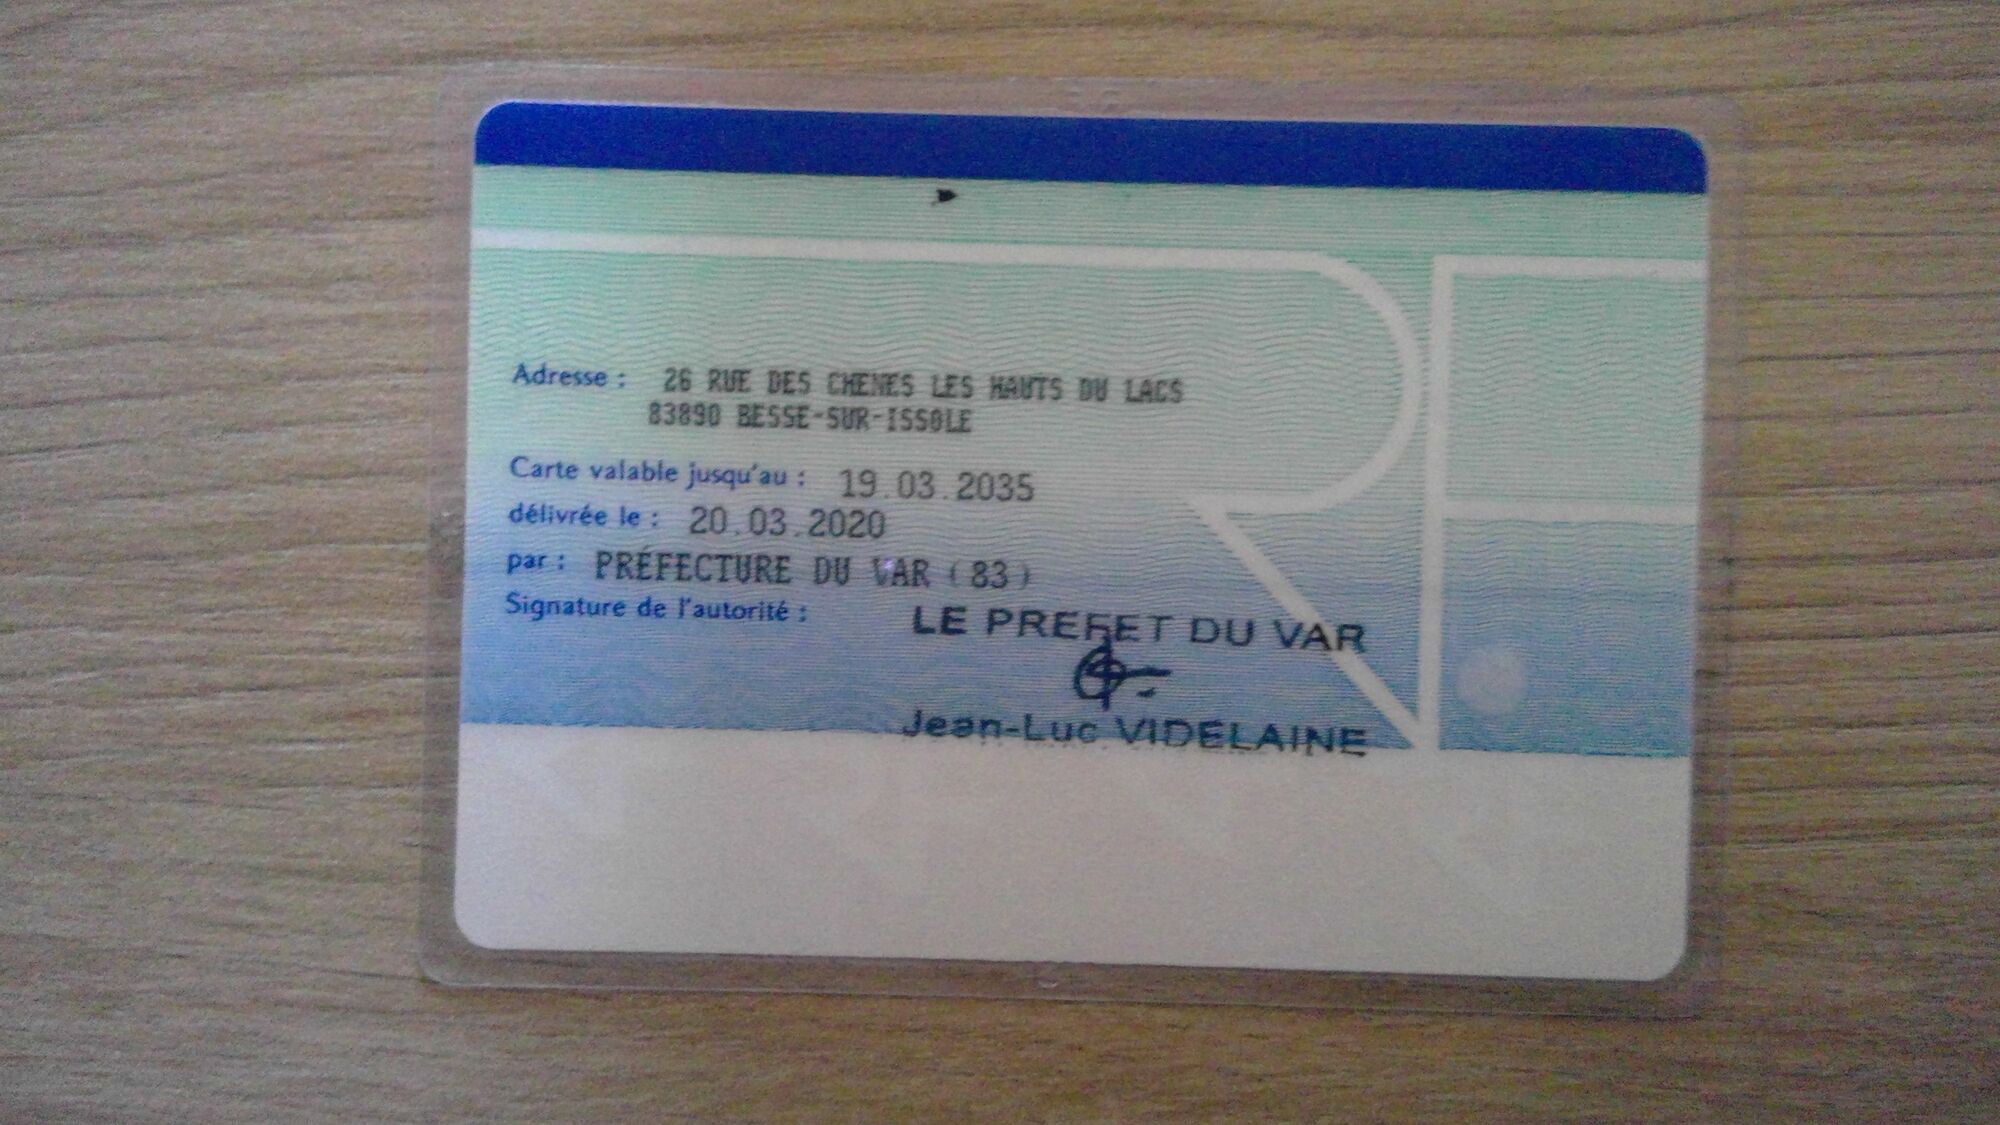 Adresse : 26 RUE DES CHENES LES HAUTS DU LACS
83890 BESSE-SUR-ISSOLE
Carte valable jusqu'au : 19.03.2035
délivrée le : 20.03.2020
par : PRÉFECTURE DU VAR (83)
Signature de l'autorité :
LE PREFET DU VAR
Jean-Luc VIDELAINE